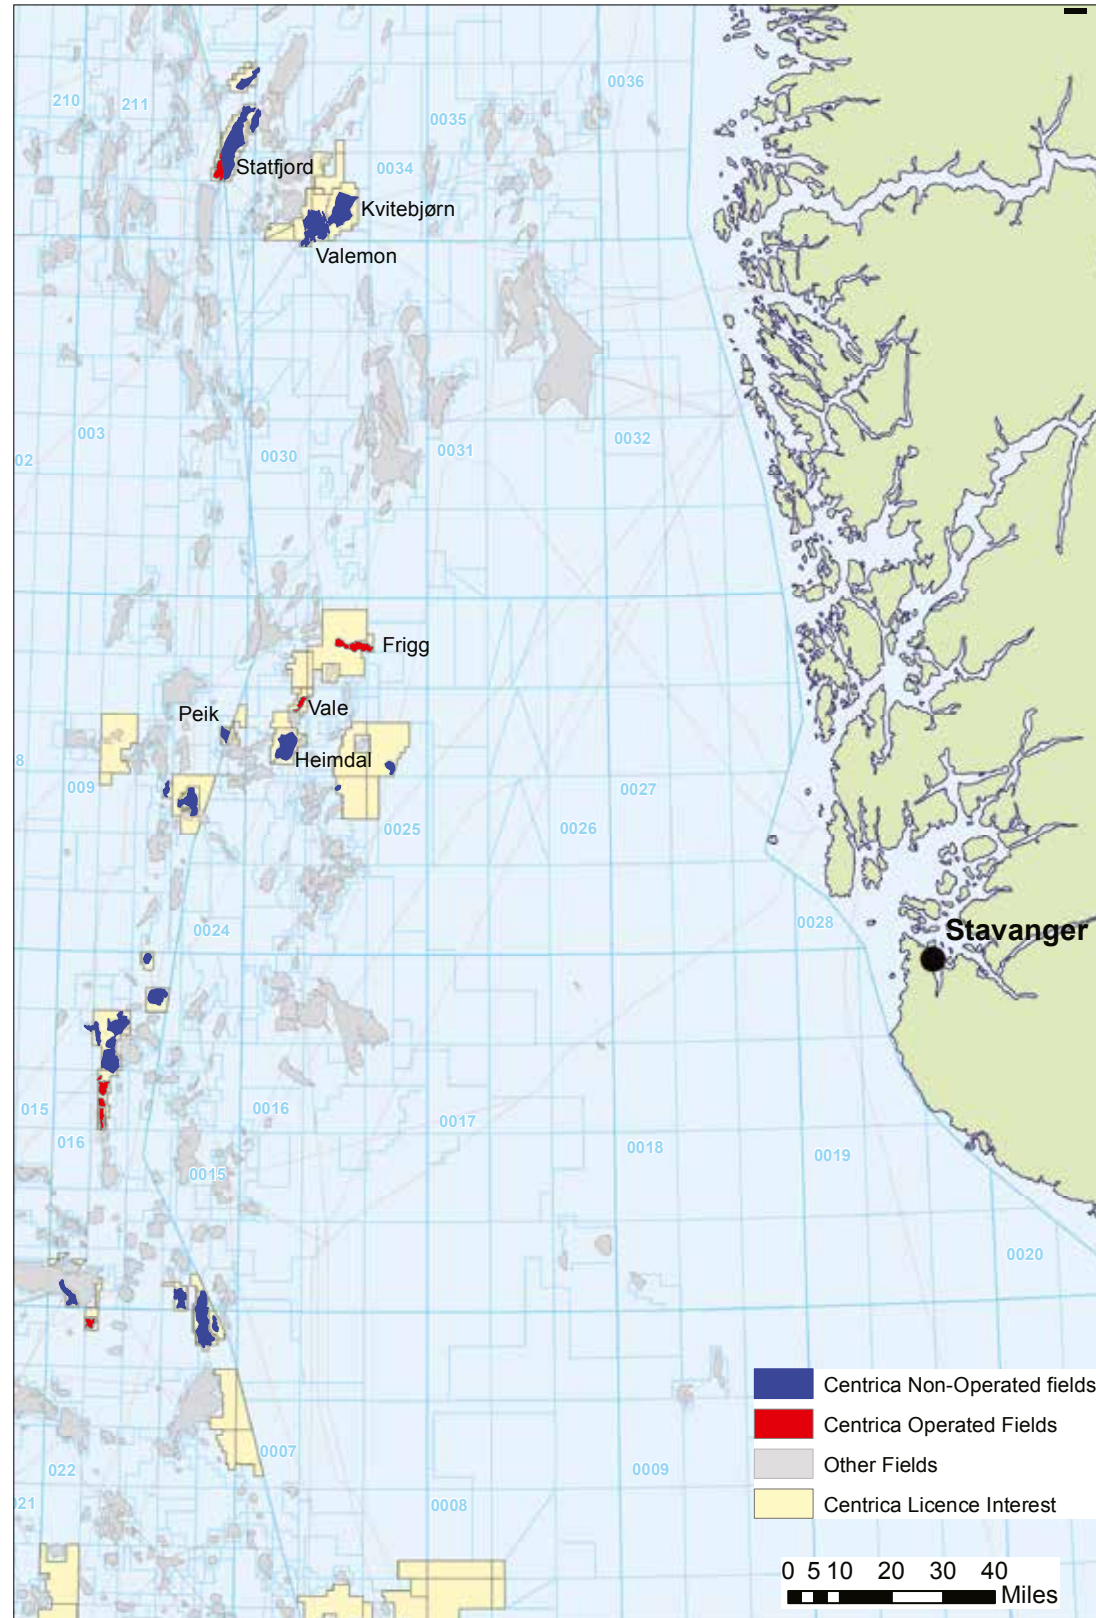 0036
210
211
0035
Statfjord
0034
Kvitebjørn
Valemon
003
0032
0030
0031
02
Frigg
Peik
Vale
Heimdal
8
009
0027
0025
0026
0028
0024
Stavanger
015
0016
0017
016
0018
0019
0015
0020
Centrica Non-Operated fields
Centrica Operated Fields
0007
Other Fields
022
0009
021
0008
Centrica Licence Interest
0 5 10 20 30 40
Miles